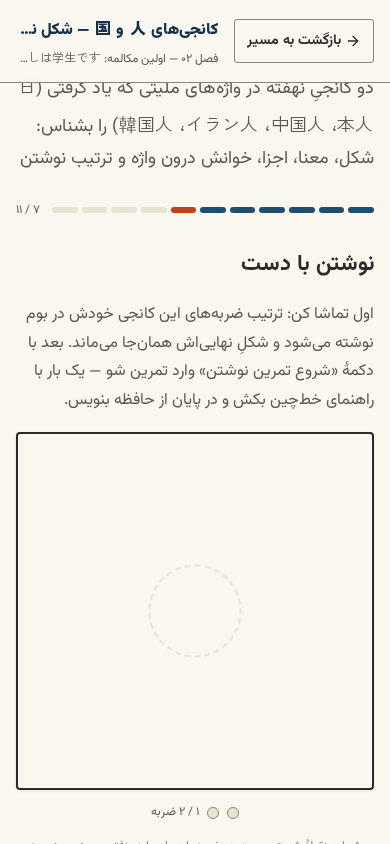 → بازگشت به مسیر
کانجی‌های 人 و 国 — شکل ن…
فصل ۰۲ — اولین مکالمه: しは学生です…
دو کانجیِ نهفته در واژه‌های ملیتی که یاد گرفتی (日
本人، 中国人، イラン人، 韓国人) را بشناس:
شکل، معنا، اجزا، خوانش درون واژه و ترتیب نوشتن
۷ / ۱۱
نوشتن با دست
اول تماشا کن: ترتیب ضربه‌های این کانجی خودش در بوم
نوشته می‌شود و شکلِ نهایی‌اش همان‌جا می‌ماند. بعد با
دکمهٔ «شروع تمرین نوشتن» وارد تمرین شو — یک بار با
راهنمای خط‌چین بکش و در پایان از حافظه بنویس.
۱ / ۲ ضربه